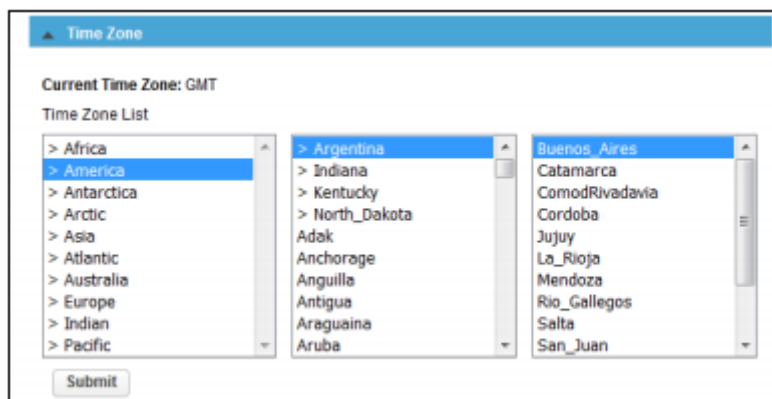 Time Zone
Current Time Zone: GMT
Time Zone List
> Africa
> America
> Antarctica
> Arctic
> Asia
> Atlantic
> Australia
> Europe
> Indian
> Pacific
> Argentina
> Indiana
> Kentucky
> North_Dakota
Adak
Anchorage
Anguilla
Antigua
Araguaina
Aruba
Buenos_Aires
Catamarca
ComodRivadavia
Cordoba
Jujuy
La_Rioja
Mendoza
Rio_Gallegos
Salta
San_Juan
Submit